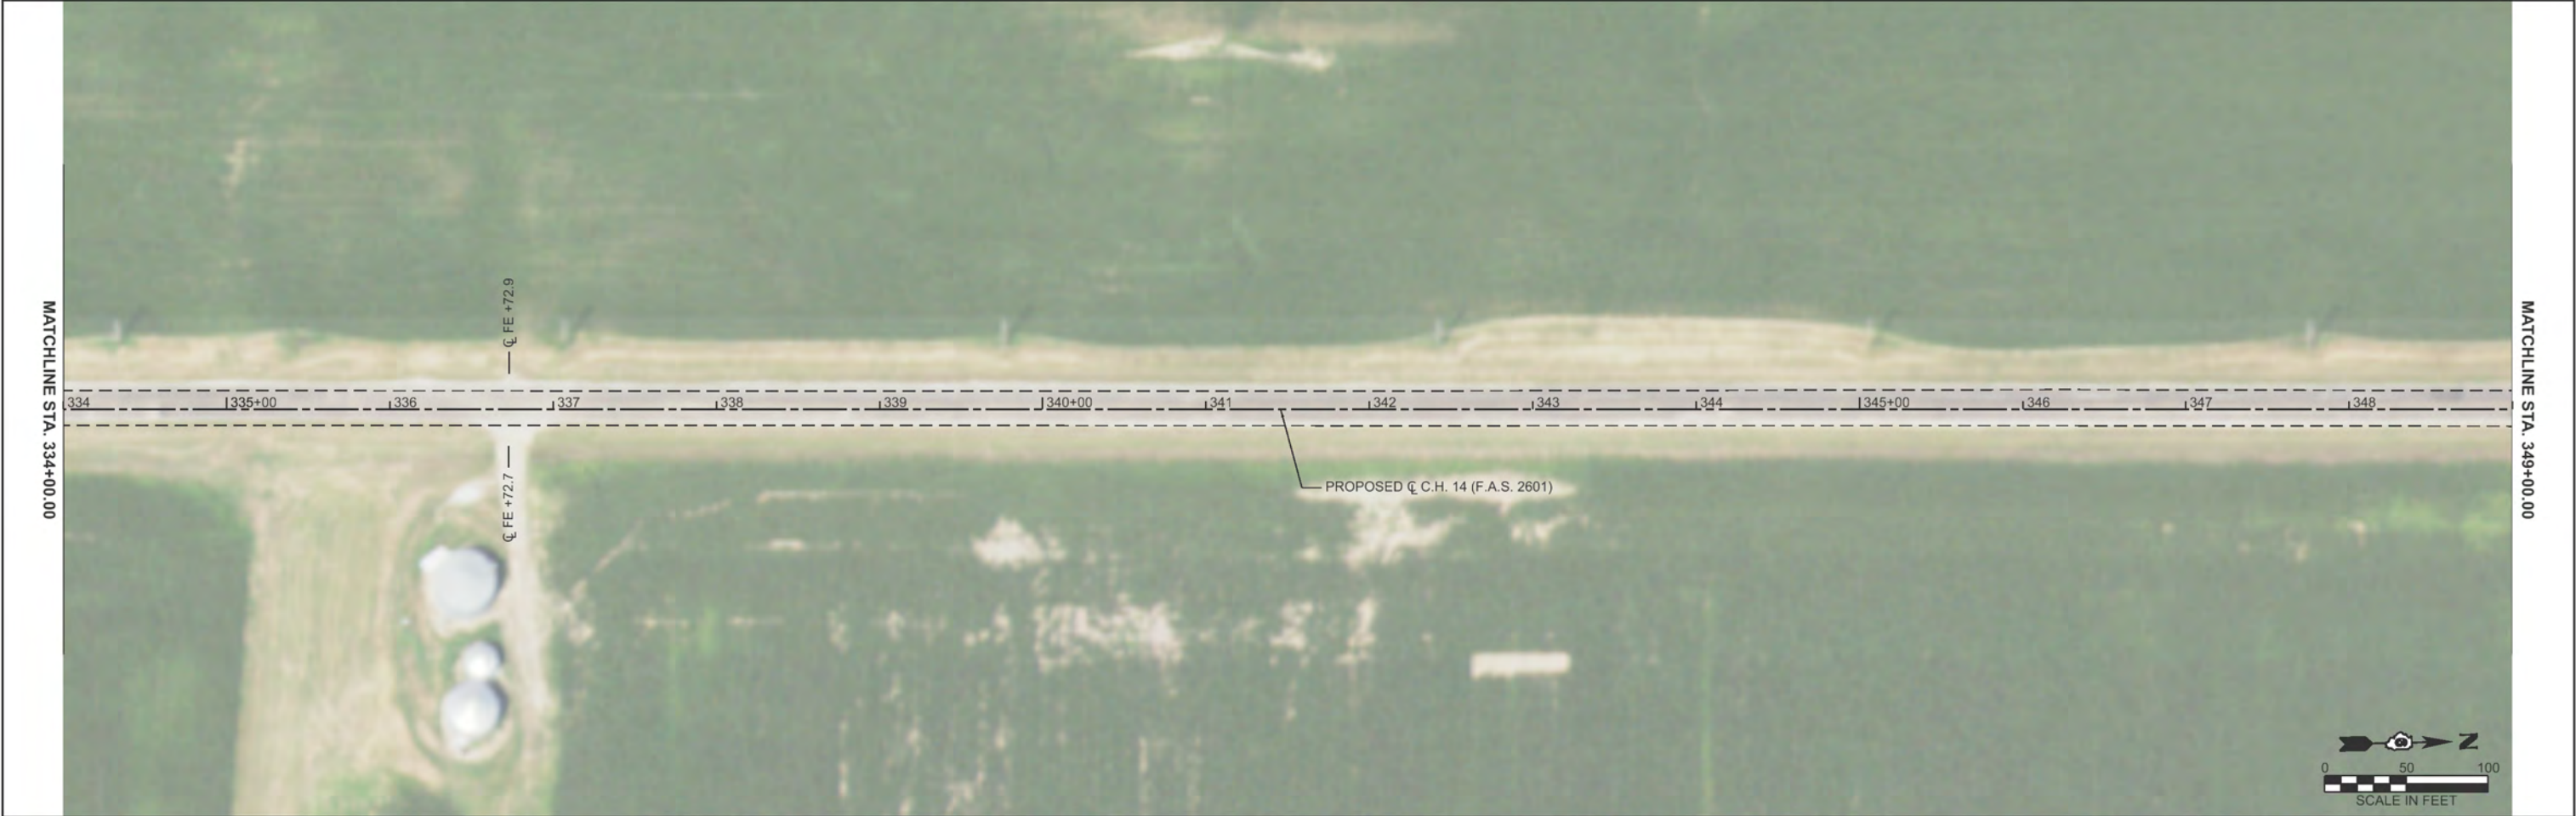 MATCHLINE STA. 334+00.00
℄ FE +72.9
334 335+00 336 337 338 339 340+00 341 342 343 344 345+00 346 347 348
℄ FE +72.7
PROPOSED ℄ C.H. 14 (F.A.S. 2601)
MATCHLINE STA. 349+00.00
N
0 50 100
SCALE IN FEET